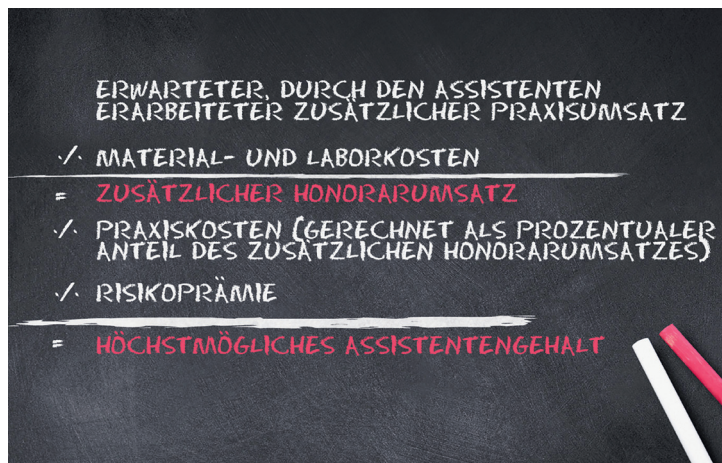 ERWARTETER, DURCH DEN ASSISTENTEN
ERARBEITETER ZUSÄTZLICHER PRAXISUMSATZ
./. MATERIAL- UND LABORKOSTEN
= ZUSÄTZLICHER HONORARUMSATZ
./. PRAXISKOSTEN (GERECHNET ALS PROZENTUALER
ANTEIL DES ZUSÄTZLICHEN HONORARUMSATZES)
./. RISIKOPRÄMIE
= HÖCHSTMÖGLICHES ASSISTENTENGEHALT